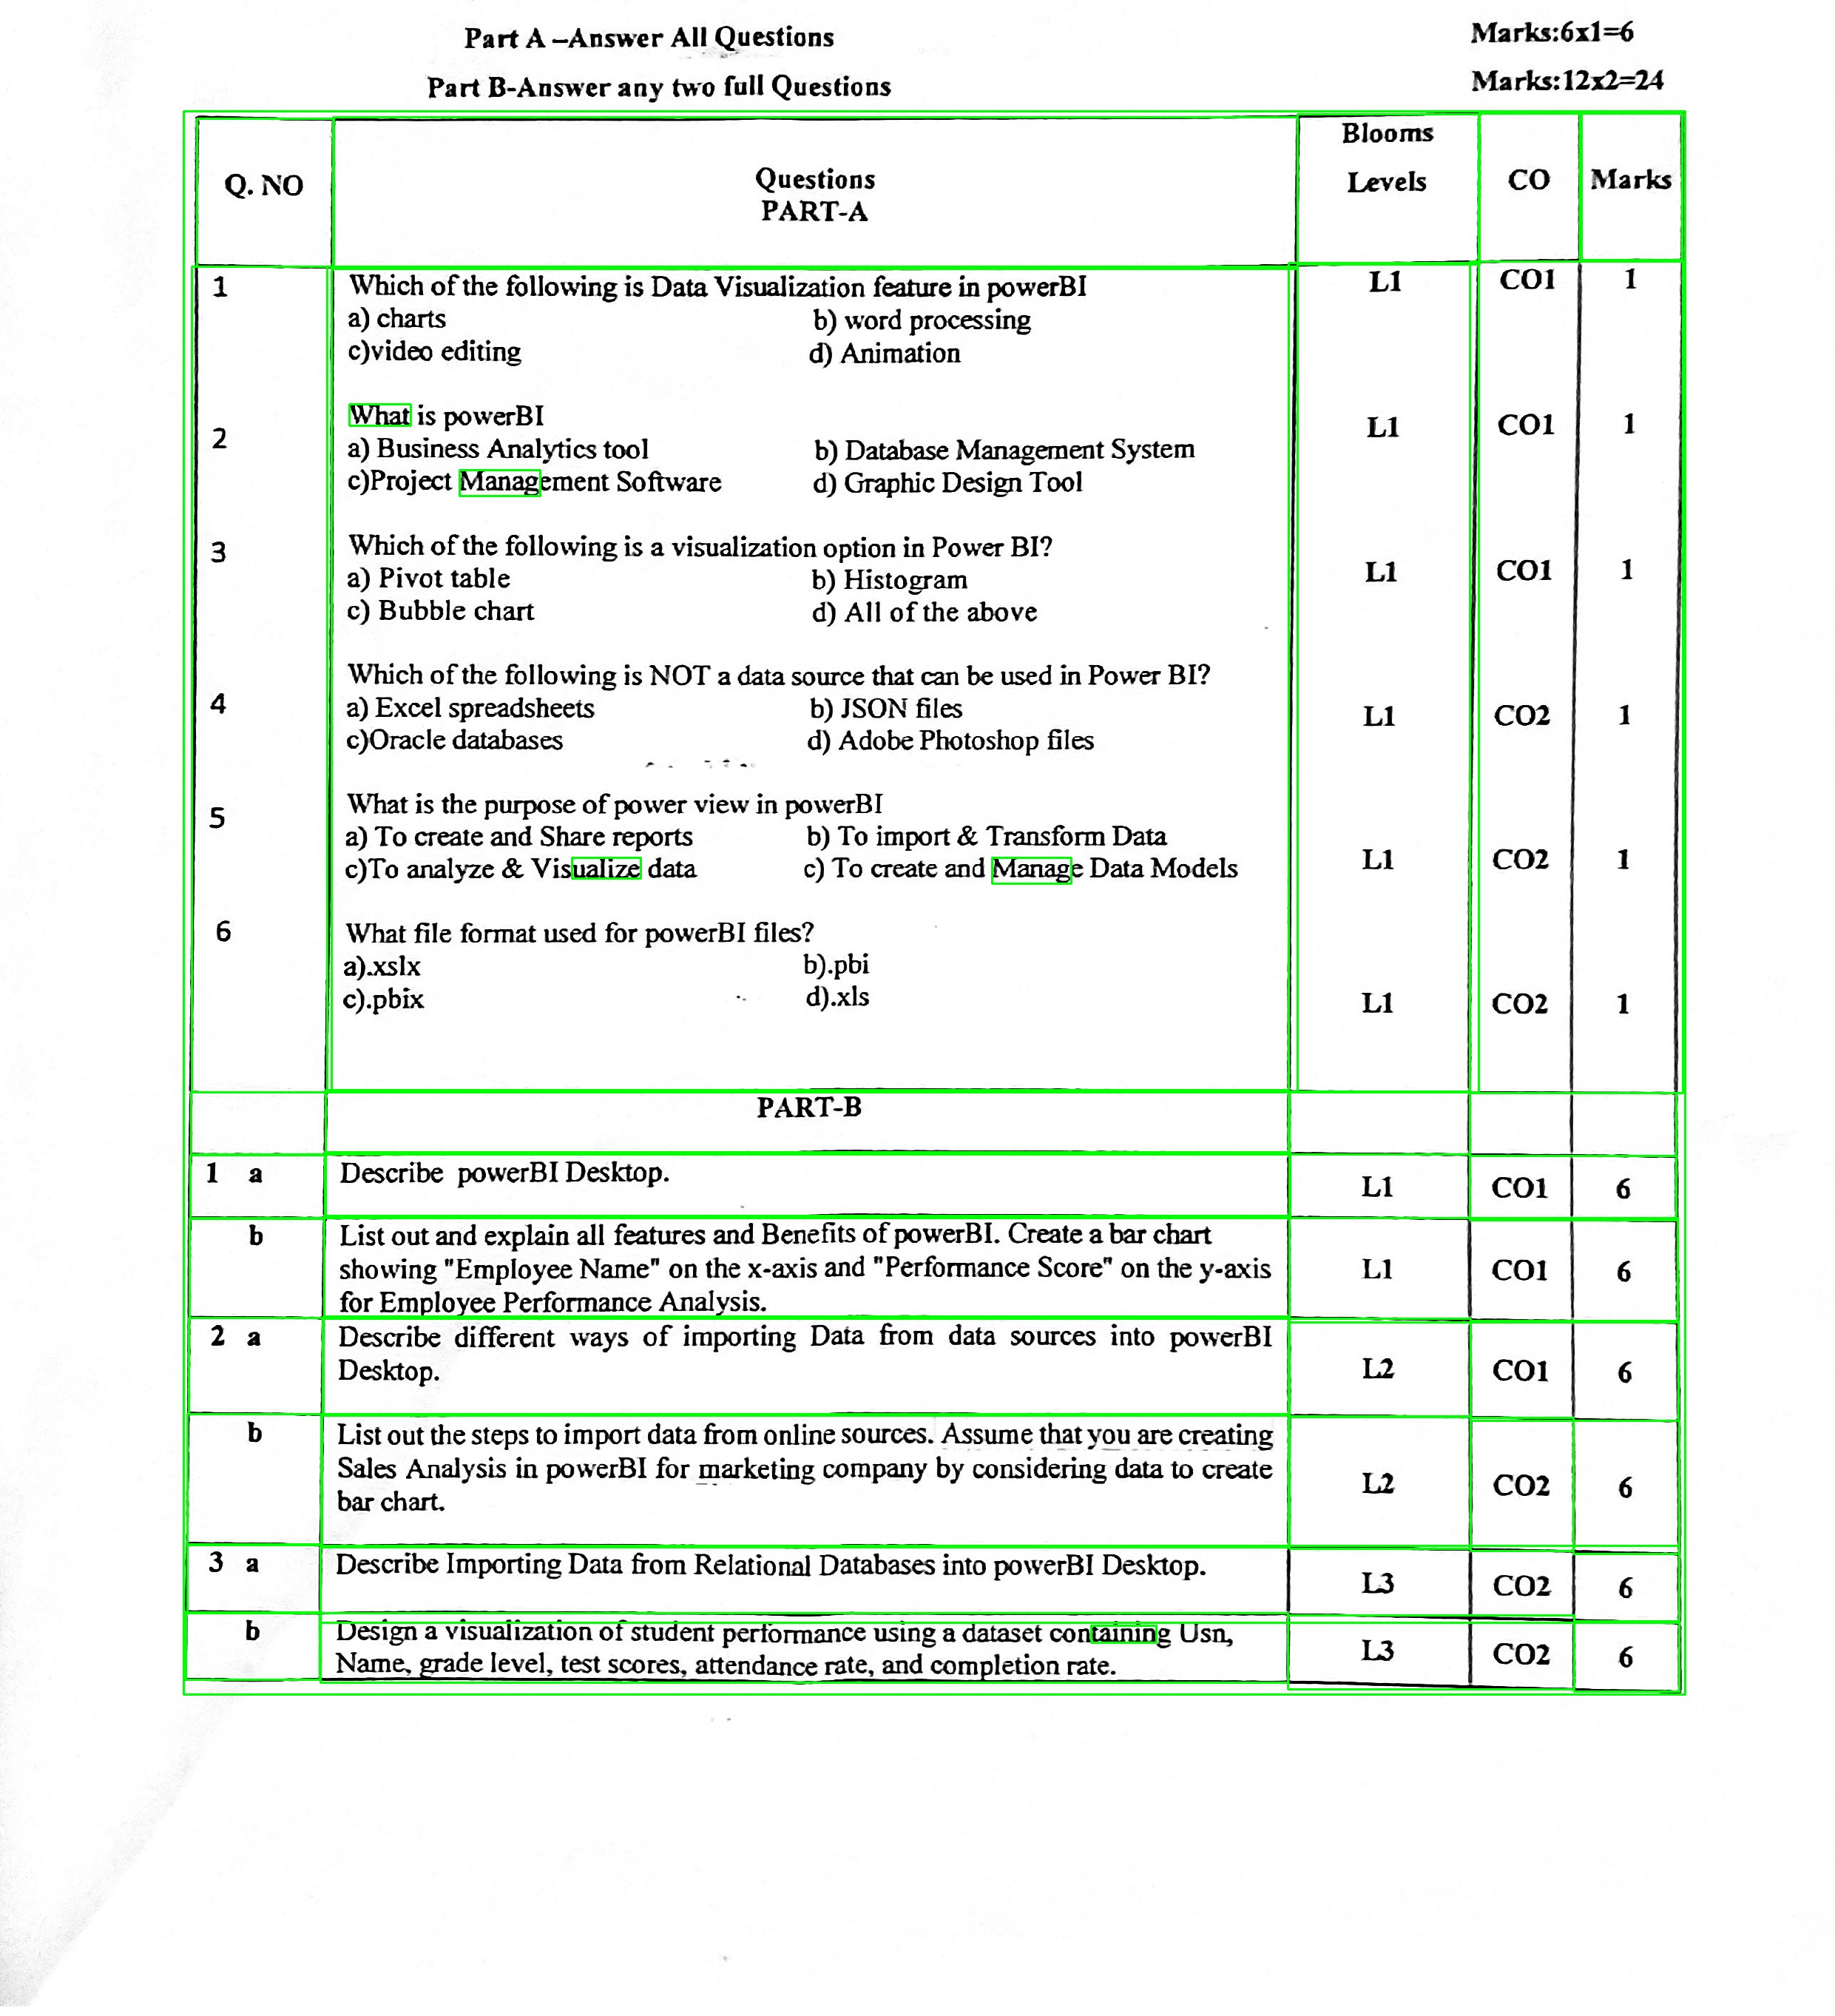 Part A –Answer All Questions Marks:6x1=6
Part B-Answer any two full Questions Marks:12x2=24
Q. NO Questions PART-A Blooms Levels CO Marks
1 Which of the following is Data Visualization feature in powerBI L1 CO1 1
a) charts b) word processing
c)video editing d) Animation
2 What is powerBI L1 CO1 1
a) Business Analytics tool b) Database Management System
c)Project Management Software d) Graphic Design Tool
3 Which of the following is a visualization option in Power BI? L1 CO1 1
a) Pivot table b) Histogram
c) Bubble chart d) All of the above
4 Which of the following is NOT a data source that can be used in Power BI? L1 CO2 1
a) Excel spreadsheets b) JSON files
c)Oracle databases d) Adobe Photoshop files
5 What is the purpose of power view in powerBI L1 CO2 1
a) To create and Share reports b) To import & Transform Data
c)To analyze & Visualize data c) To create and Manage Data Models
6 What file format used for powerBI files? L1 CO2 1
a).xslx b).pbi
c).pbix d).xls
PART-B
1 a Describe powerBI Desktop. L1 CO1 6
b List out and explain all features and Benefits of powerBI. Create a bar chart
showing "Employee Name" on the x-axis and "Performance Score" on the y-axis L1 CO1 6
for Employee Performance Analysis.
2 a Describe different ways of importing Data from data sources into powerBI
Desktop. L2 CO1 6
b List out the steps to import data from online sources. Assume that you are creating
Sales Analysis in powerBI for marketing company by considering data to create L2 CO2 6
bar chart.
3 a Describe Importing Data from Relational Databases into powerBI Desktop. L3 CO2 6
b Design a visualization of student performance using a dataset containing Usn,
Name, grade level, test scores, attendance rate, and completion rate. L3 CO2 6